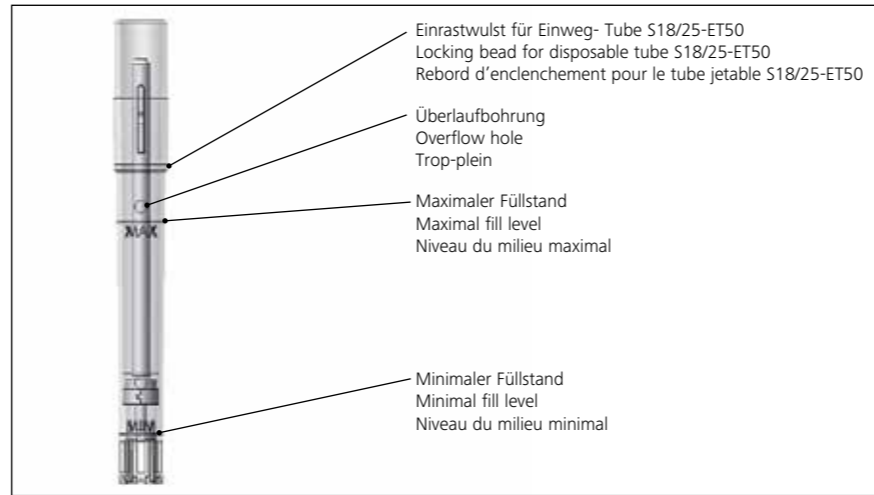 Einrastwulst für Einweg- Tube S18/25-ET50
Locking bead for disposable tube S18/25-ET50
Rebord d’enclenchement pour le tube jetable S18/25-ET50
Überlaufbohrung
Overflow hole
Trop-plein
Maximaler Füllstand
Maximal fill level
Niveau du milieu maximal
MAX
Minimaler Füllstand
Minimal fill level
Niveau du milieu minimal
MIM